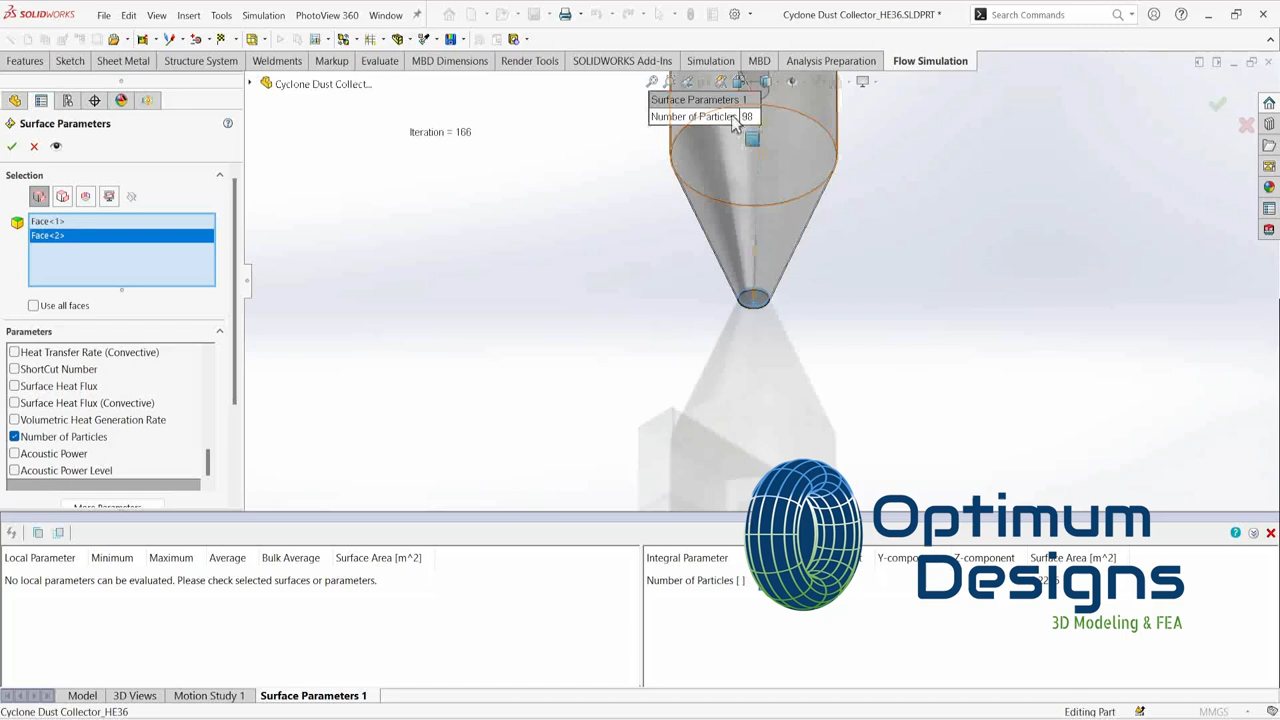 SOLIDWORKS
File Edit View Insert Tools Simulation PhotoView 360 Window
Cyclone Dust Collector_HE36.SLDPRT *
Search Commands
Features Sketch Sheet Metal Structure System Weldments Markup Evaluate MBD Dimensions Render Tools SOLIDWORKS Add-Ins Simulation MBD Analysis Preparation Flow Simulation
Cyclone Dust Collect...
Surface Parameters
Selection
Face<1>
Face<2>
Use all faces
Parameters
Heat Transfer Rate (Convective)
ShortCut Number
Surface Heat Flux
Surface Heat Flux (Convective)
Volumetric Heat Generation Rate
Number of Particles
Acoustic Power
Acoustic Power Level
Iteration = 166
Surface Parameters 1
Number of Particles 98
Optimum
Designs
3D Modeling & FEA
Local Parameter Minimum Maximum Average Bulk Average Surface Area [m^2]
No local parameters can be evaluated. Please check selected surfaces or parameters.
Integral Parameter Y-component Z-component Surface Area [m^2]
Number of Particles [ ]
Model 3D Views Motion Study 1 Surface Parameters 1
Cyclone Dust Collector_HE36
Editing Part
MMGS